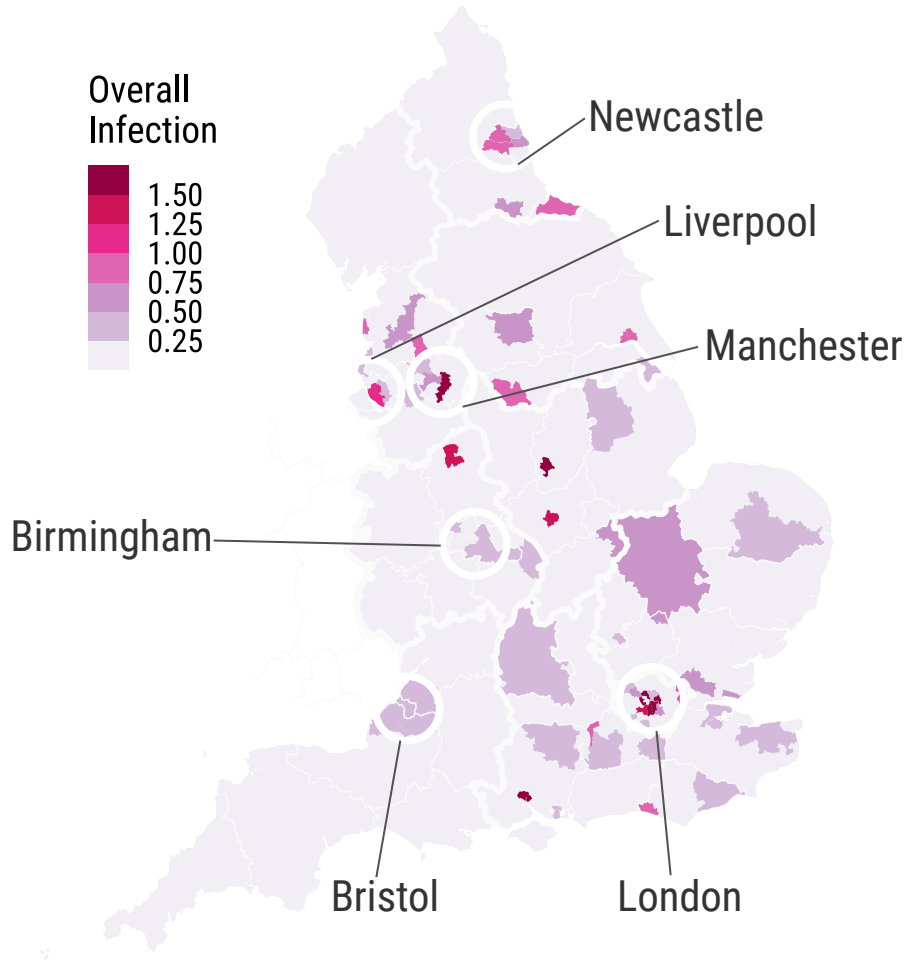 Overall
Infection
1.50
1.25
1.00
0.75
0.50
0.25
Newcastle
Liverpool
Manchester
Birmingham
Bristol
London